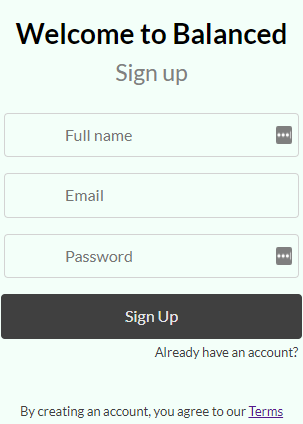 Welcome to Balanced
Sign up
Full name
Email
Password
Sign Up
Already have an account?
By creating an account, you agree to our Terms